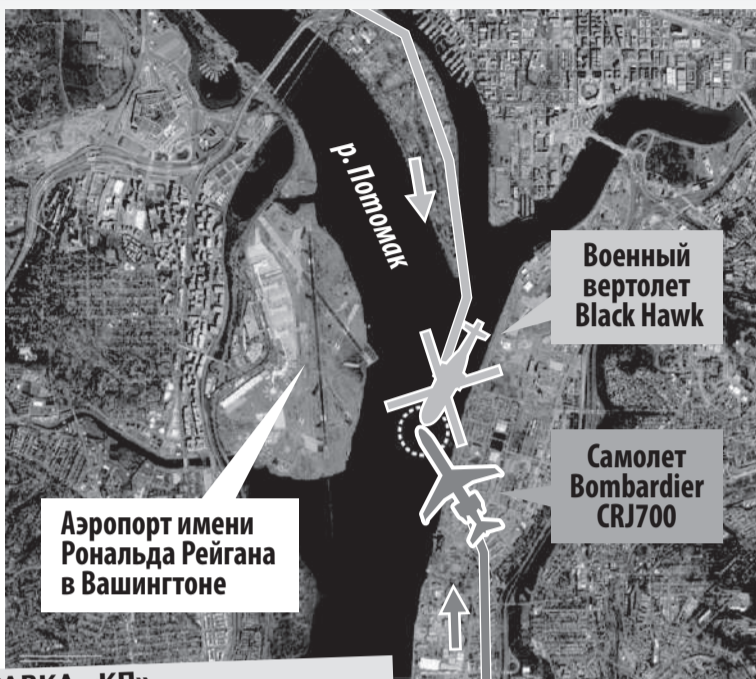 р. Потомак
Военный
вертолет
Black Hawk
Самолет
Bombardier
CRJ700
Аэропорт имени
Рональда Рейгана
в Вашингтоне